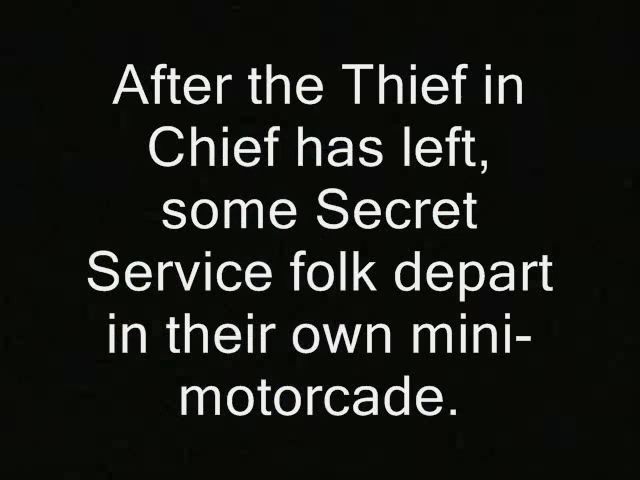 After the Thief in
Chief has left,
some Secret
Service folk depart
in their own mini-
motorcade.